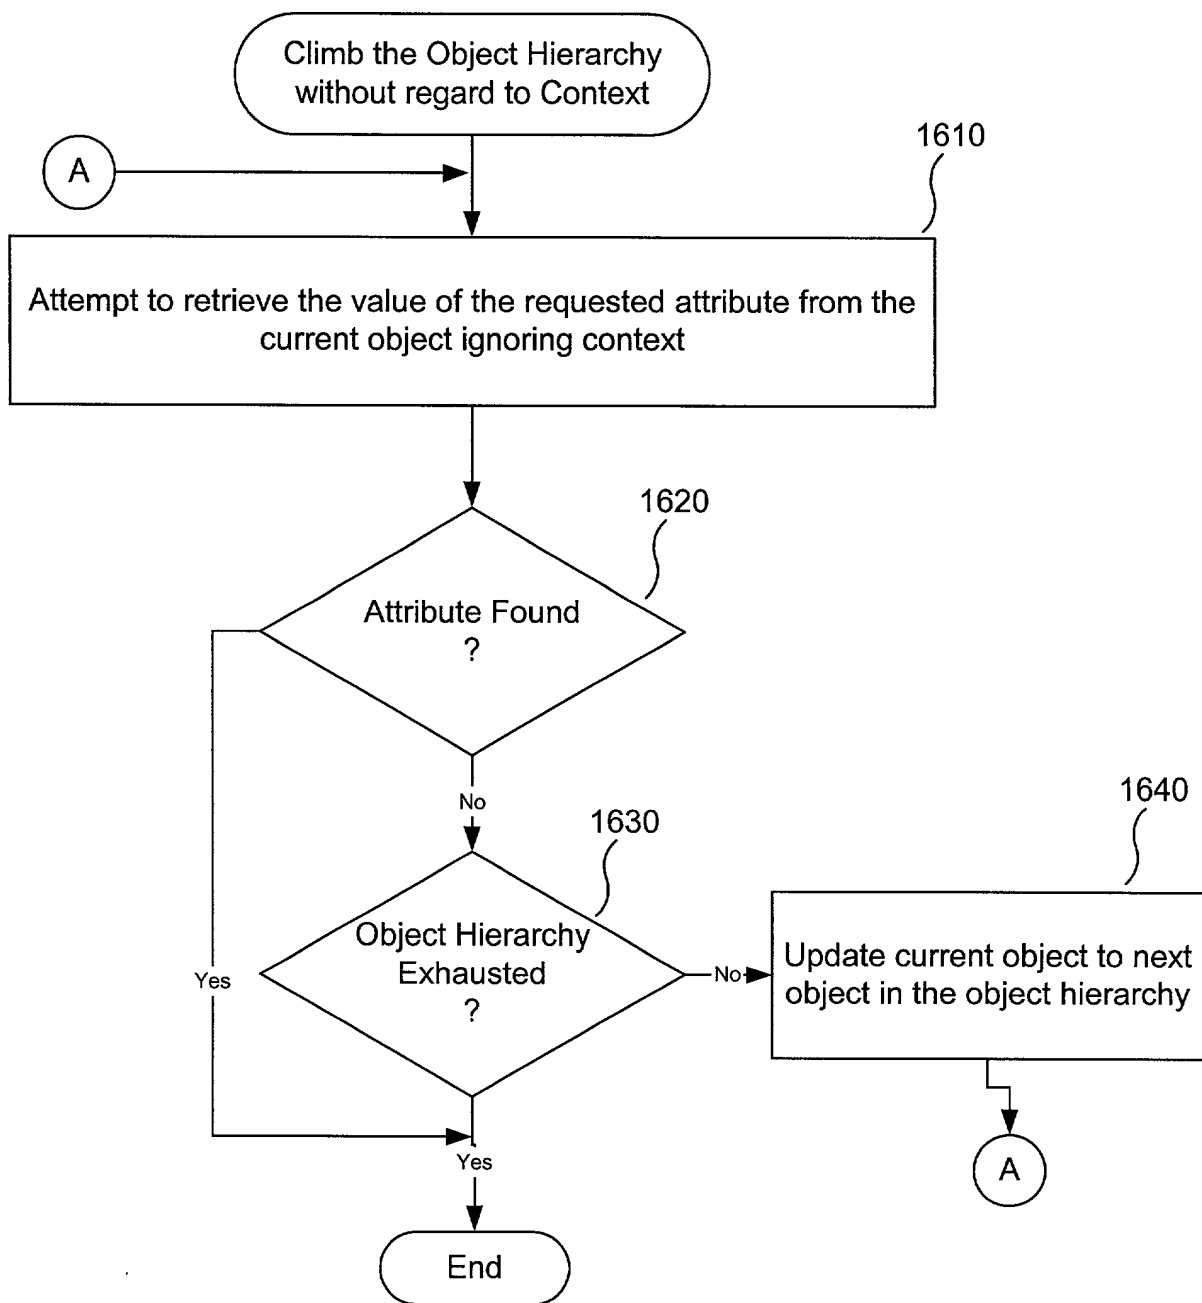 Climb the Object Hierarchy
without regard to Context
A
1610
Attempt to retrieve the value of the requested attribute from the
current object ignoring context
1620
Attribute Found
?
No
1630
1640
Object Hierarchy
Exhausted
?
Yes
No
Update current object to next
object in the object hierarchy
Yes
A
End